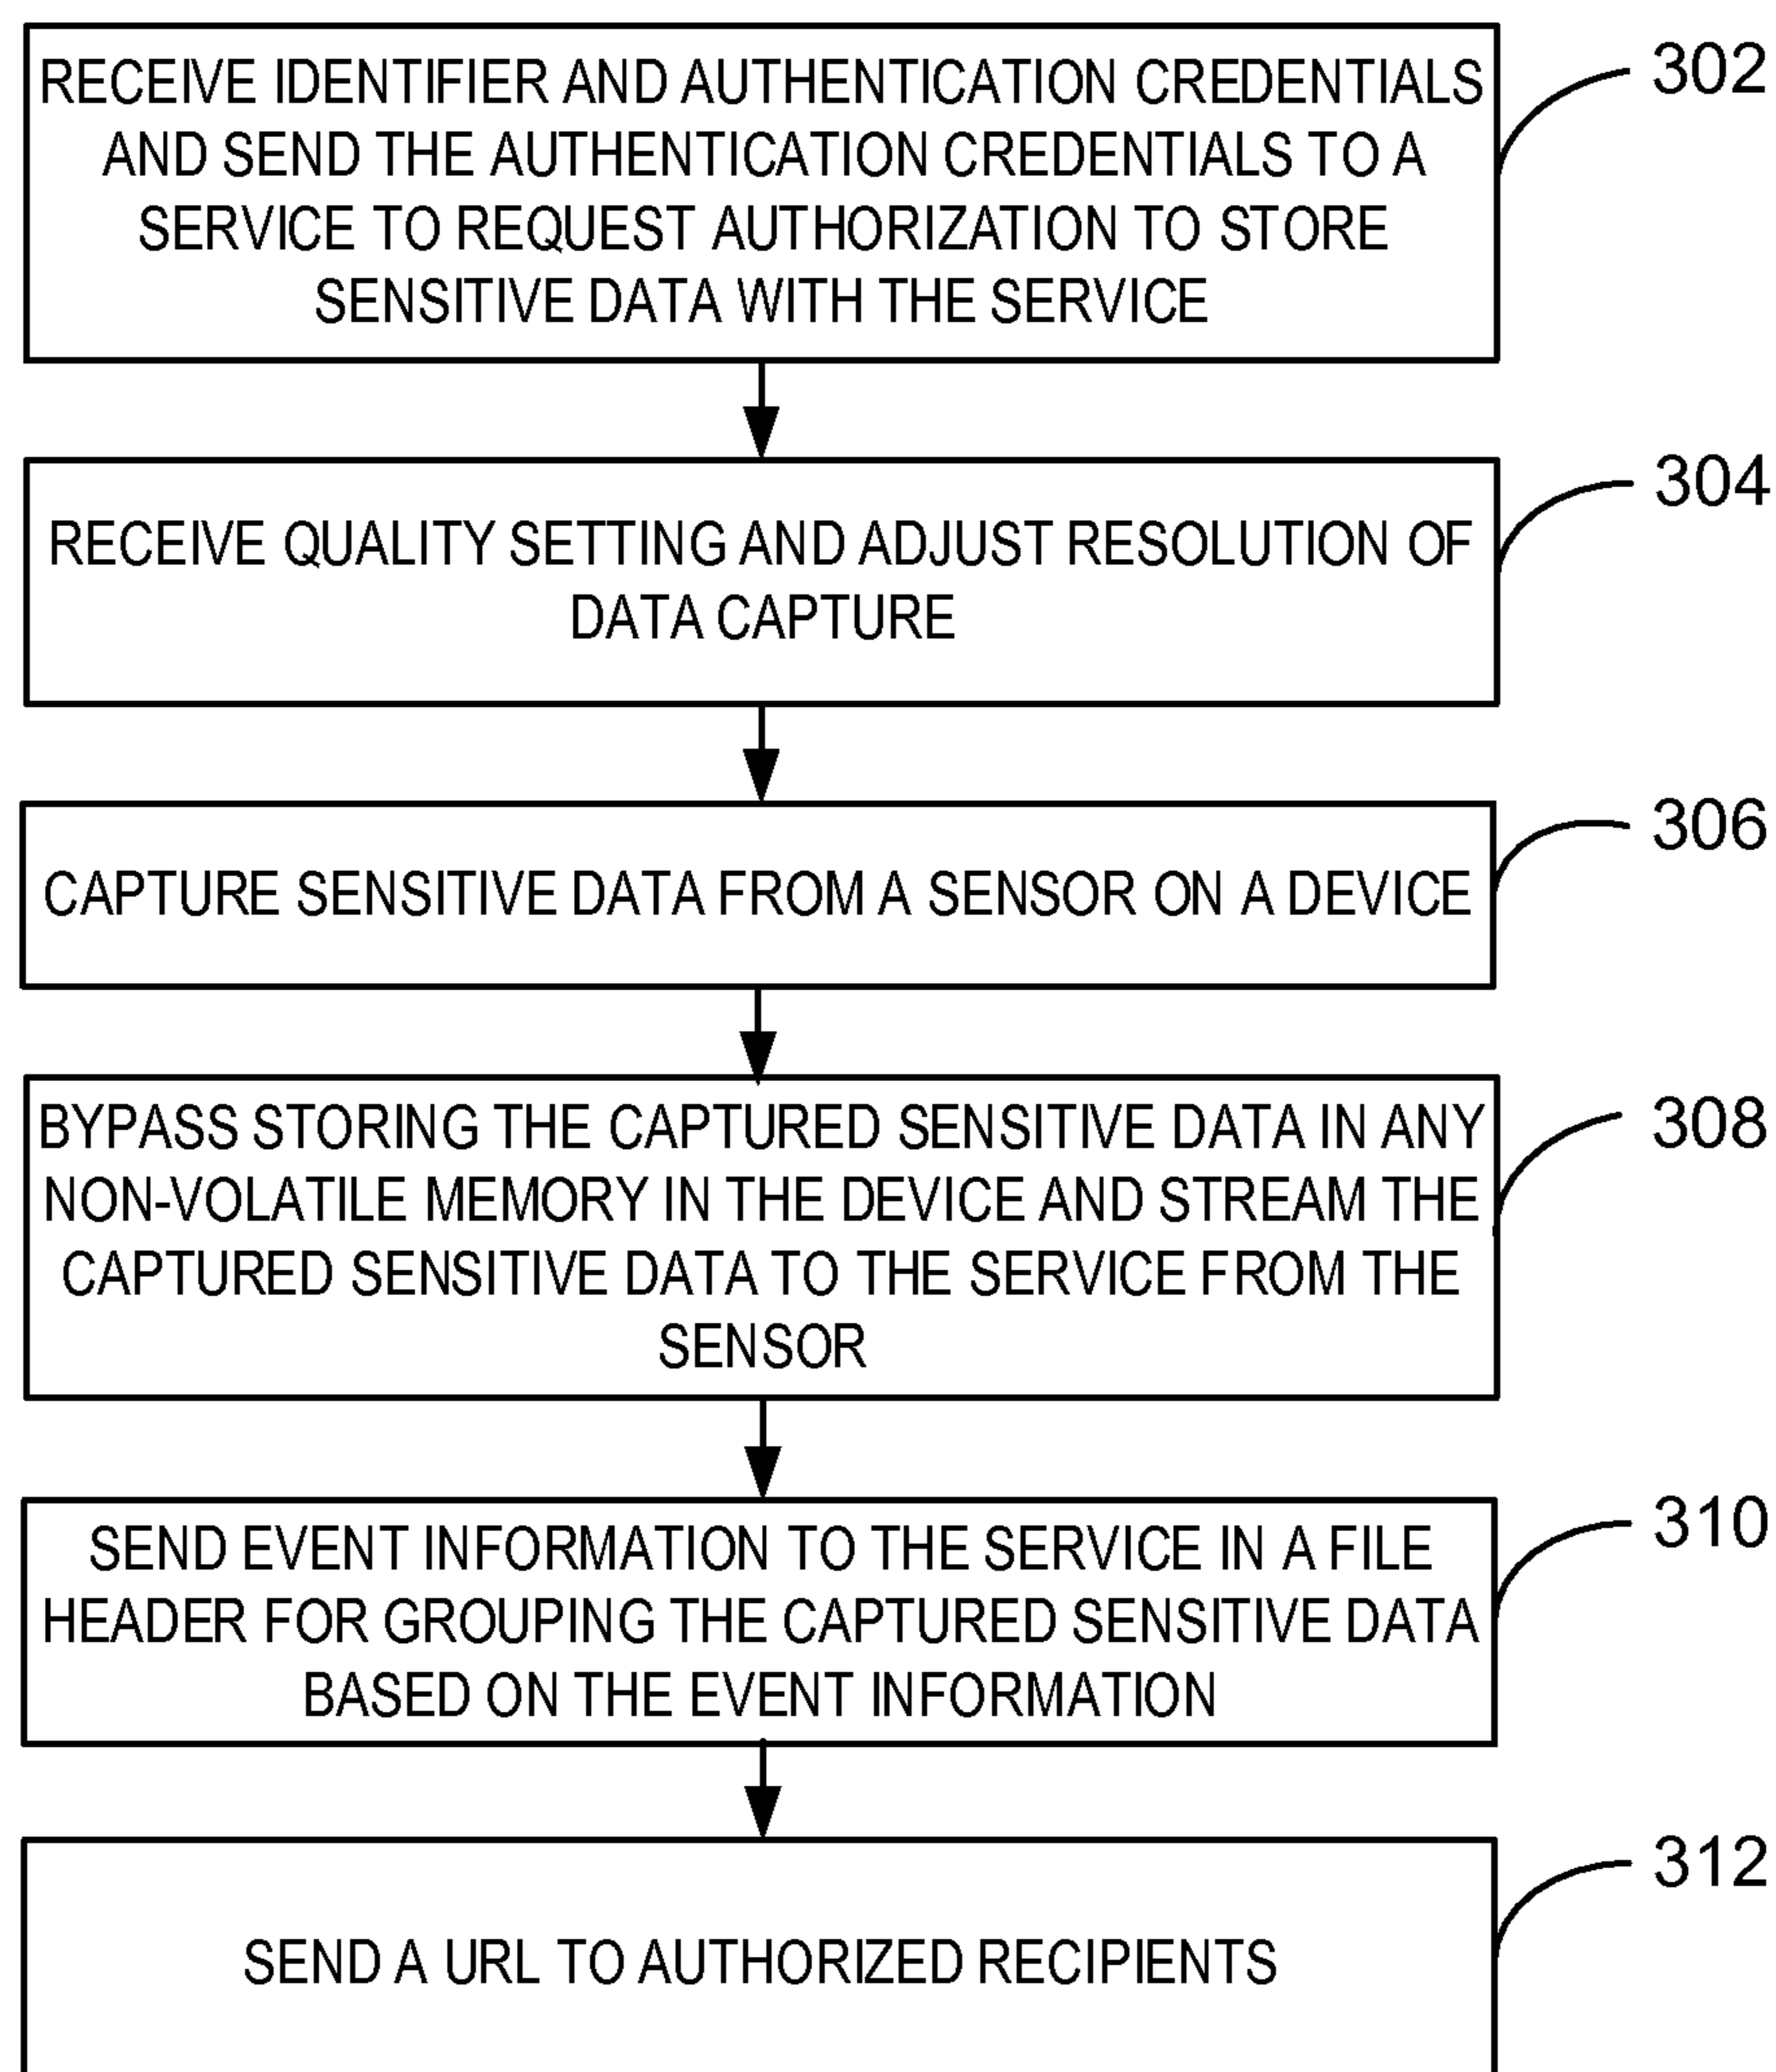 RECEIVE IDENTIFIER AND AUTHENTICATION CREDENTIALS
AND SEND THE AUTHENTICATION CREDENTIALS TO A
SERVICE TO REQUEST AUTHORIZATION TO STORE
SENSITIVE DATA WITH THE SERVICE
302
RECEIVE QUALITY SETTING AND ADJUST RESOLUTION OF
DATA CAPTURE
304
CAPTURE SENSITIVE DATA FROM A SENSOR ON A DEVICE
306
BYPASS STORING THE CAPTURED SENSITIVE DATA IN ANY
NON-VOLATILE MEMORY IN THE DEVICE AND STREAM THE
CAPTURED SENSITIVE DATA TO THE SERVICE FROM THE
SENSOR
308
SEND EVENT INFORMATION TO THE SERVICE IN A FILE
HEADER FOR GROUPING THE CAPTURED SENSITIVE DATA
BASED ON THE EVENT INFORMATION
310
SEND A URL TO AUTHORIZED RECIPIENTS
312